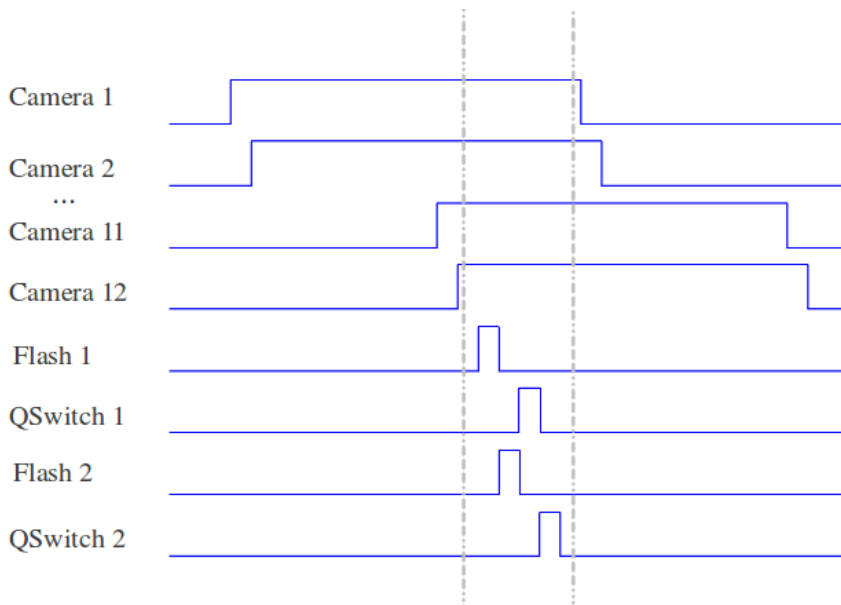 Camera 1
Camera 2
...
Camera 11
Camera 12
Flash 1
QSwitch 1
Flash 2
QSwitch 2